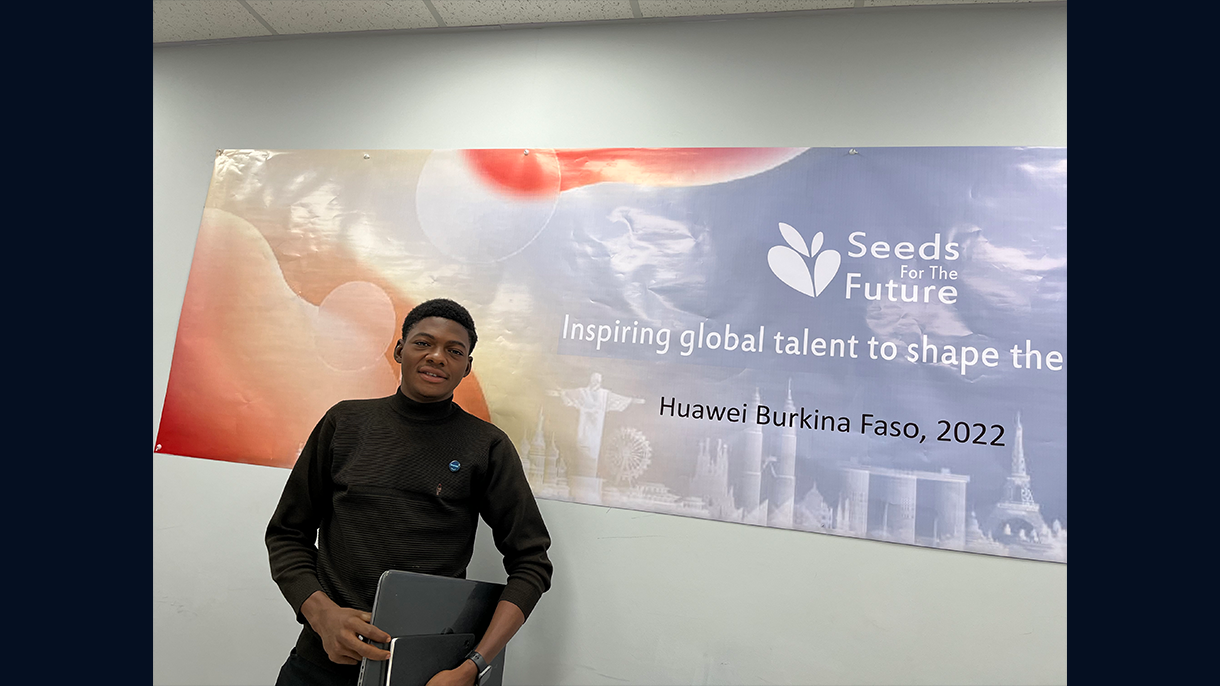 Seeds
For The
Future
Inspiring global talent to shape the
Huawei Burkina Faso, 2022